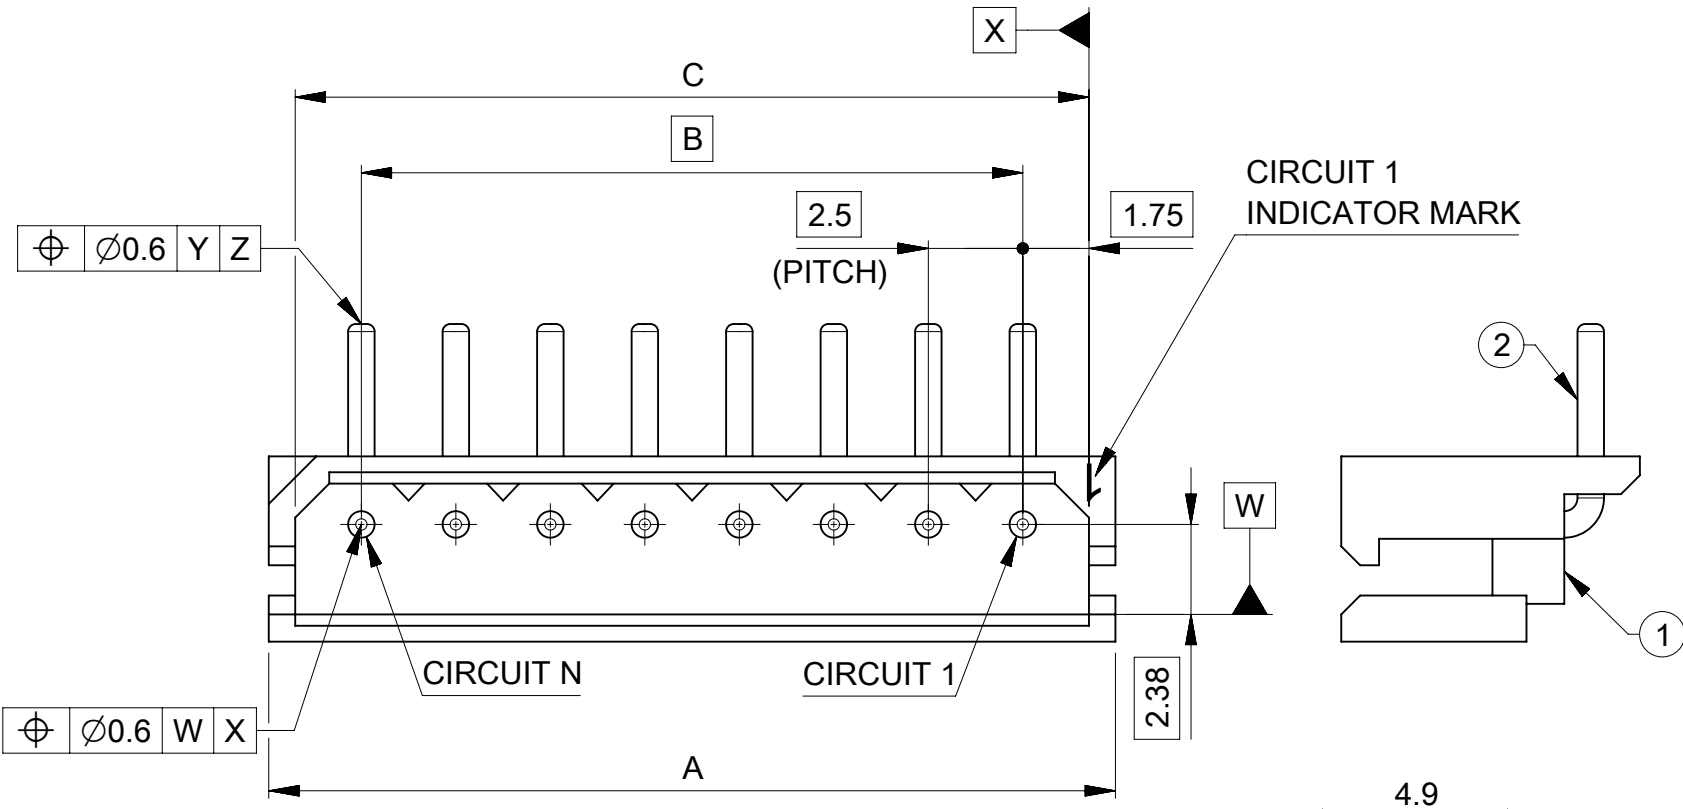 X
C
B
CIRCUIT 1
INDICATOR MARK
2.5
1.75
(PITCH)
⌖ ∅0.6 Y Z
2
W
CIRCUIT N
CIRCUIT 1
1
2.38
⌖ ∅0.6 W X
A
4.9